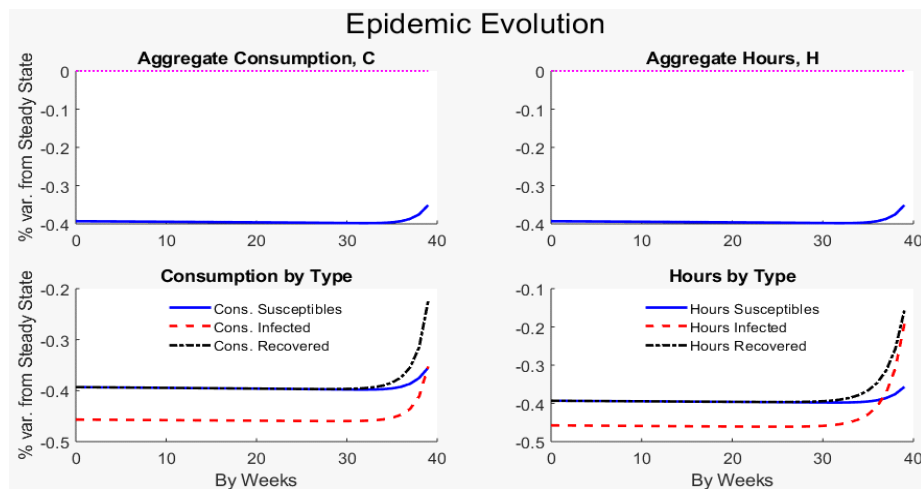 Epidemic Evolution
Aggregate Consumption, C
% var. from Steady State
0
-0.1
-0.2
-0.3
-0.4
0
10
20
30
40
Aggregate Hours, H
0
-0.1
-0.2
-0.3
-0.4
0
10
20
30
40
Consumption by Type
% var. from Steady State
-0.2
-0.3
-0.4
-0.5
Cons. Susceptibles
Cons. Infected
Cons. Recovered
0
10
20
30
40
By Weeks
Hours by Type
-0.1
-0.2
-0.3
-0.4
-0.5
Hours Susceptibles
Hours Infected
Hours Recovered
0
10
20
30
40
By Weeks